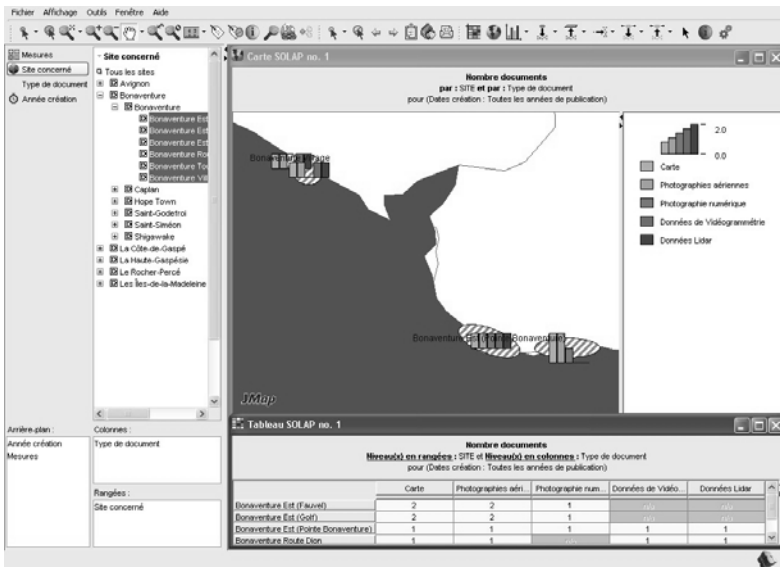 Fichier Affichage Outils Fenêtre Aide
Mesures
Site concerné
Type de document
Année création
- Site concerné
Tous les sites
Avignon
Bonaventure
Bonaventure
Bonaventure Est
Bonaventure Est
Bonaventure Est
Bonaventure Rou
Bonaventure Tou
Bonaventure Vill
Caplan
Hope Town
Saint-Godefroi
Saint-Siméon
Shigawake
La Côte-de-Gaspé
La Haute-Gaspésie
Le Rocher-Percé
Les Îles-de-la-Madeleine
Carte SOLAP no. 1
Nombre documents
par : SITE et par : Type de document
pour (Dates création : Toutes les années de publication)
Bonaventure
Bonaventure Est (Pointe Bonaventure)
JMap
2.0
0.0
Carte
Photographies aériennes
Photographie numérique
Données de Vidéogrammétrie
Données Lidar
Arrière-plan :
Année création
Mesures
Colonnes :
Type de document
Rangées :
Site concerné
Tableau SOLAP no. 1
Nombre documents
Niveau(x) en rangées : SITE et Niveau(x) en colonnes : Type de document
pour (Dates création : Toutes les années de publication)
Carte Photographies aéri... Photographie num... Données de Vidéo... Données Lidar
Bonaventure Est (Fauvel) 2 2 1 n/a n/a
Bonaventure Est (Golf) 2 2 1 n/a n/a
Bonaventure Est (Pointe Bonaventure) 1 1 1 1 1
Bonaventure Route Dion 1 1 n/a 1 1